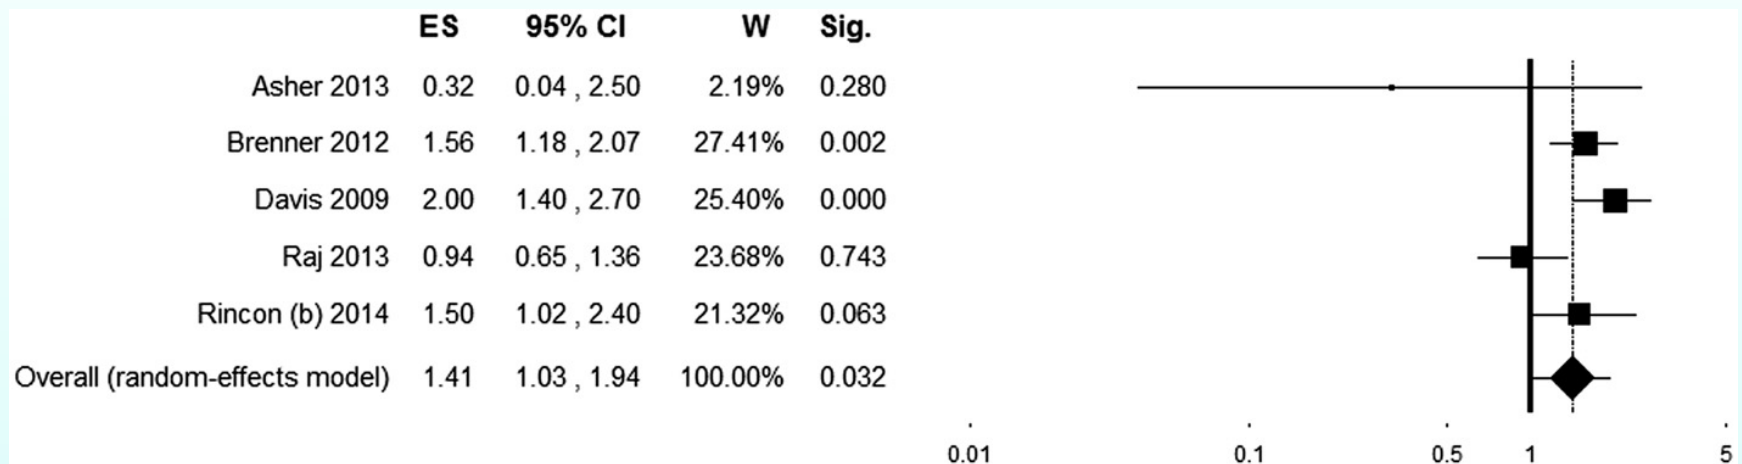 ES 95% CI W Sig.
Asher 2013 0.32 0.04 , 2.50 2.19% 0.280
Brenner 2012 1.56 1.18 , 2.07 27.41% 0.002
Davis 2009 2.00 1.40 , 2.70 25.40% 0.000
Raj 2013 0.94 0.65 , 1.36 23.68% 0.743
Rincon (b) 2014 1.50 1.02 , 2.40 21.32% 0.063
Overall (random-effects model) 1.41 1.03 , 1.94 100.00% 0.032
0.01 0.1 0.5 1 5